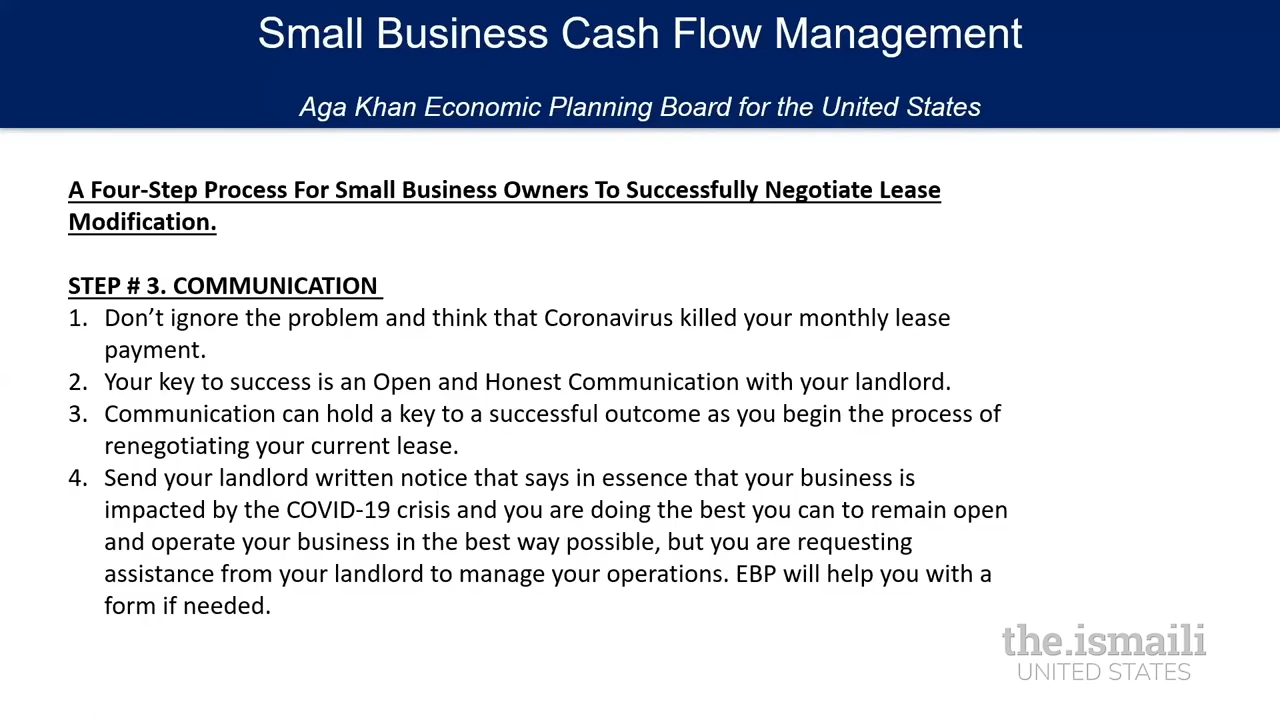 Small Business Cash Flow Management
Aga Khan Economic Planning Board for the United States
A Four-Step Process For Small Business Owners To Successfully Negotiate Lease
Modification.
STEP # 3. COMMUNICATION
1. Don’t ignore the problem and think that Coronavirus killed your monthly lease
payment.
2. Your key to success is an Open and Honest Communication with your landlord.
3. Communication can hold a key to a successful outcome as you begin the process of
renegotiating your current lease.
4. Send your landlord written notice that says in essence that your business is
impacted by the COVID-19 crisis and you are doing the best you can to remain open
and operate your business in the best way possible, but you are requesting
assistance from your landlord to manage your operations. EBP will help you with a
form if needed.
the.ismaili
UNITED STATES